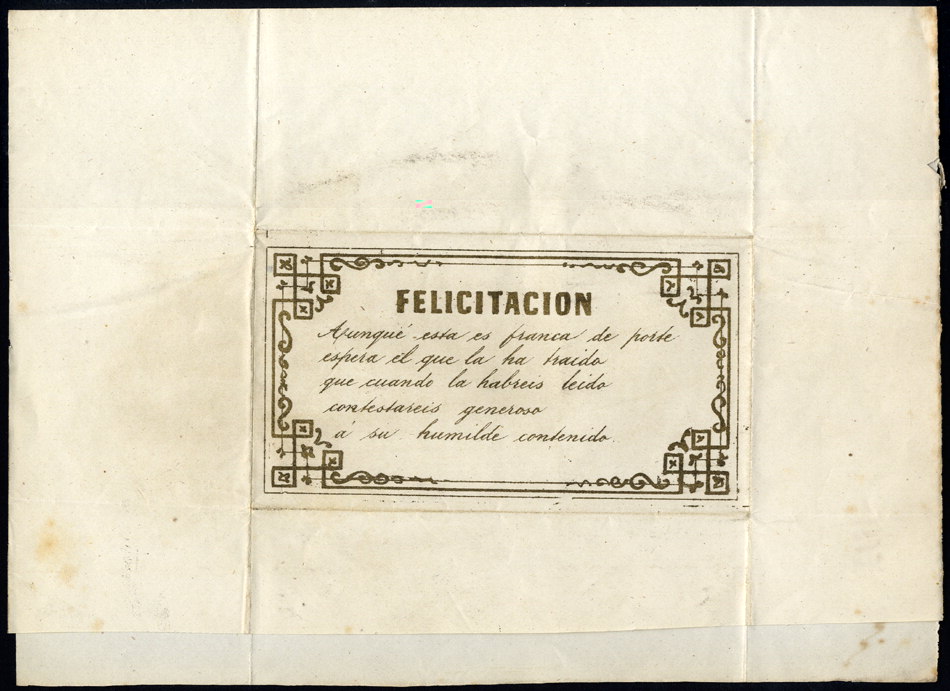 FELICITACION
Aunque esta es franca de porte
espera el que la ha traido
que cuando la habreis leido
contestareis generoso
á su humilde contenido.